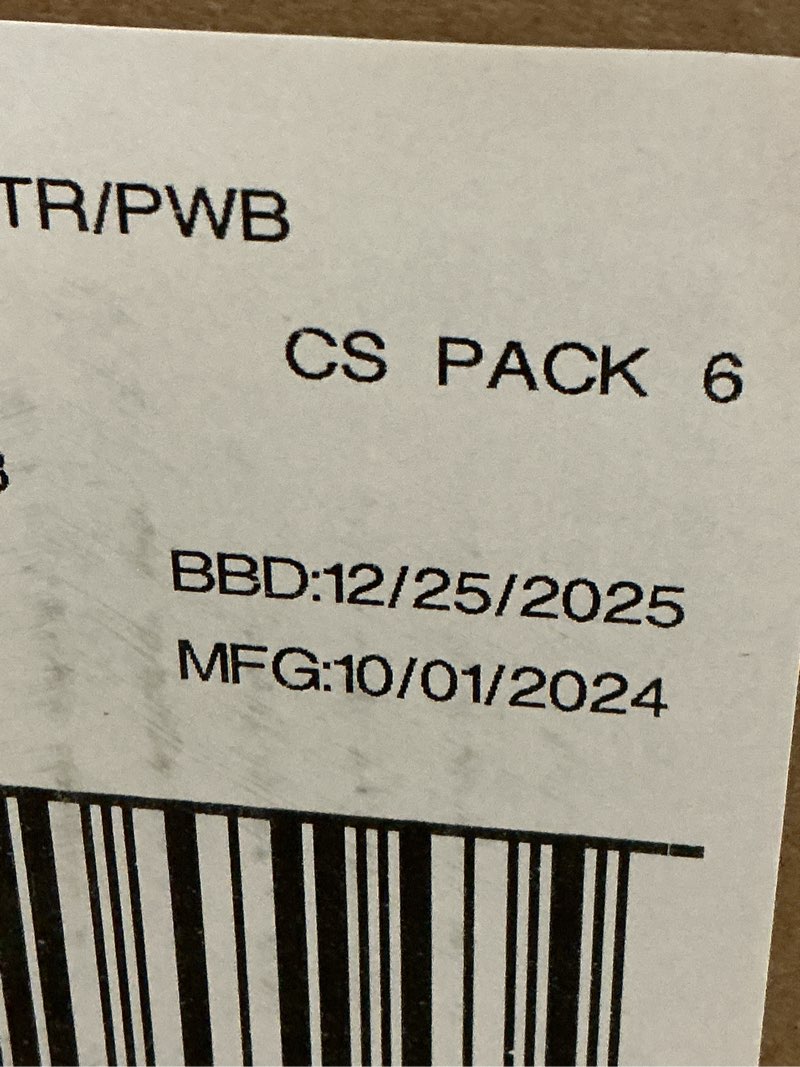 TR/PWB
CS PACK 6
BBD:12/25/2025
MFG:10/01/2024